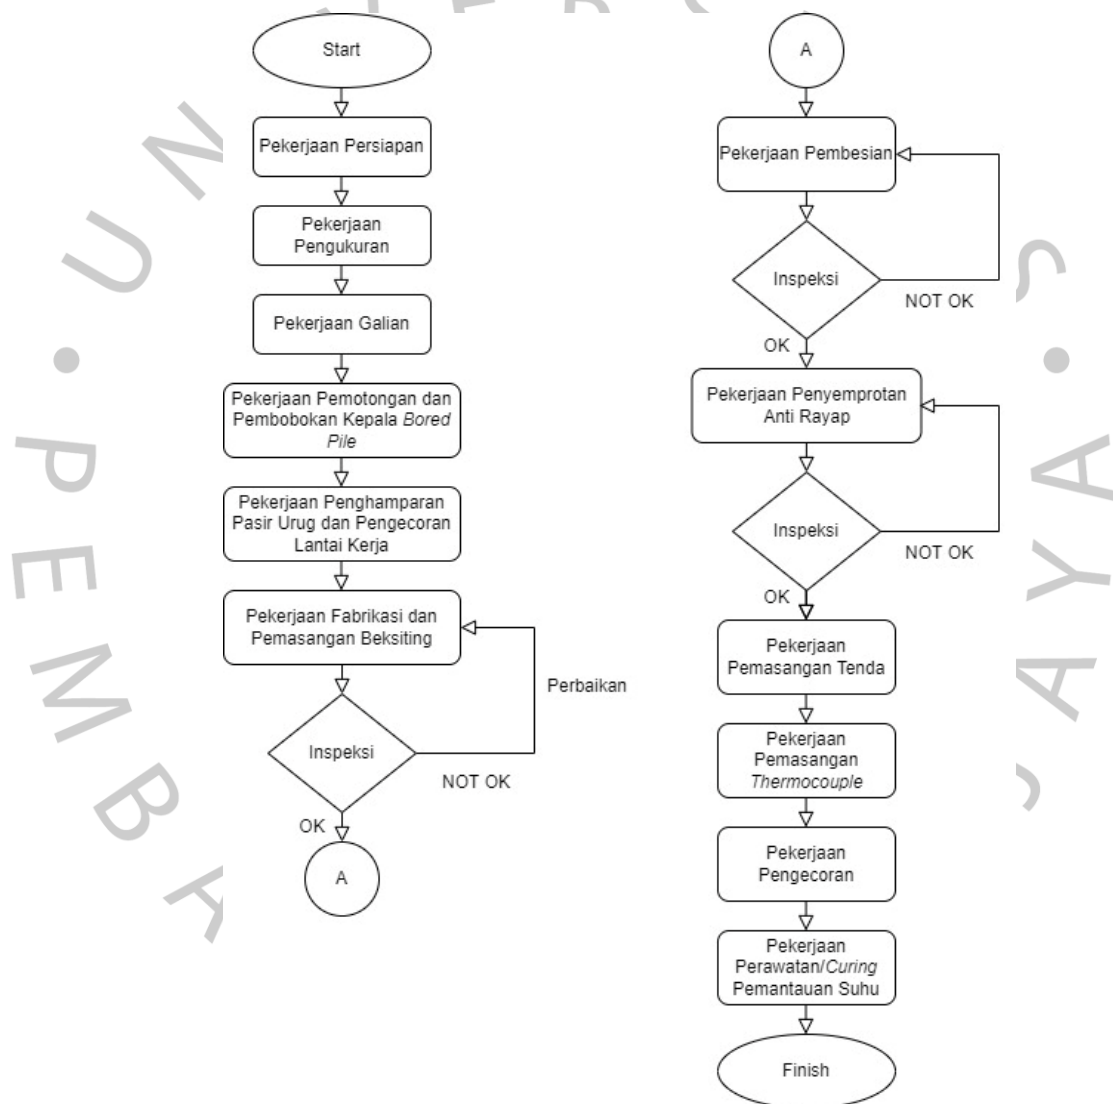 Start
Pekerjaan Persiapan
Pekerjaan
Pengukuran
Pekerjaan Galian
Pekerjaan Pemotongan dan
Pembobokan Kepala Bored
Pile
Pekerjaan Penghamparan
Pasir Urug dan Pengecoran
Lantai Kerja
Pekerjaan Fabrikasi dan
Pemasangan Beksiting
Perbaikan
Inspeksi
NOT OK
OK
A
A
Pekerjaan Pembesian
Inspeksi
NOT OK
OK
Pekerjaan Penyemprotan
Anti Rayap
Inspeksi
NOT OK
OK
Pekerjaan
Pemasangan Tenda
Pekerjaan
Pemasangan
Thermocouple
Pekerjaan
Pengecoran
Pekerjaan
Perawatan/Curing
Pemantauan Suhu
Finish